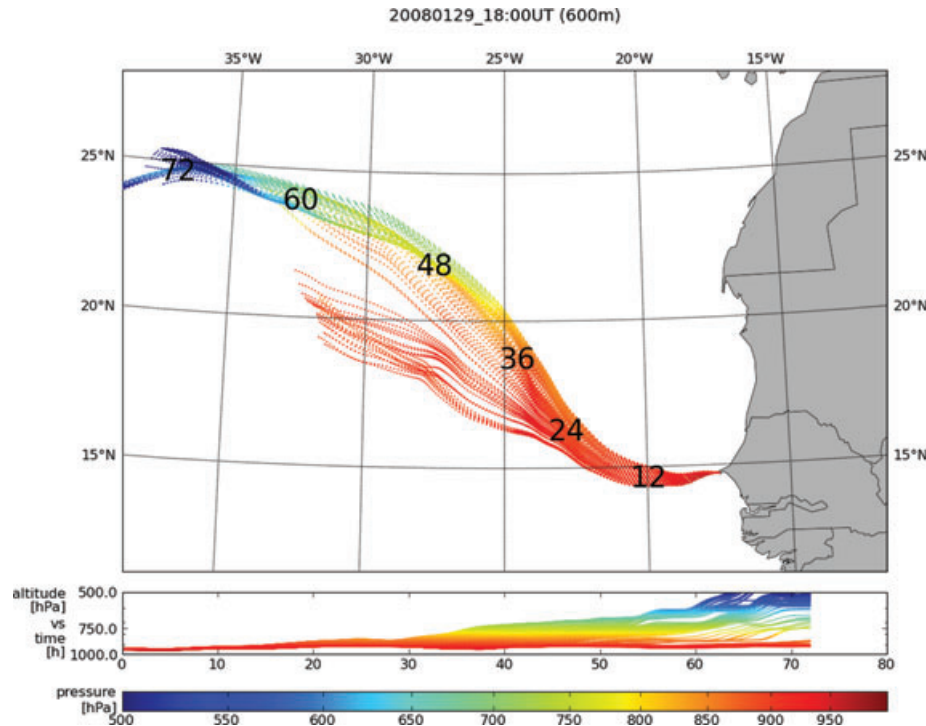 20080129_18:00UT (600m)
35°W 30°W 25°W 20°W 15°W
25°N 25°N
20°N 20°N
15°N 15°N
72
60
48
36
24
12
altitude
[hPa]
vs
time
[h]
500.0
750.0
1000.0
0 10 20 30 40 50 60 70 80
pressure
[hPa]
500 550 600 650 700 750 800 850 900 950